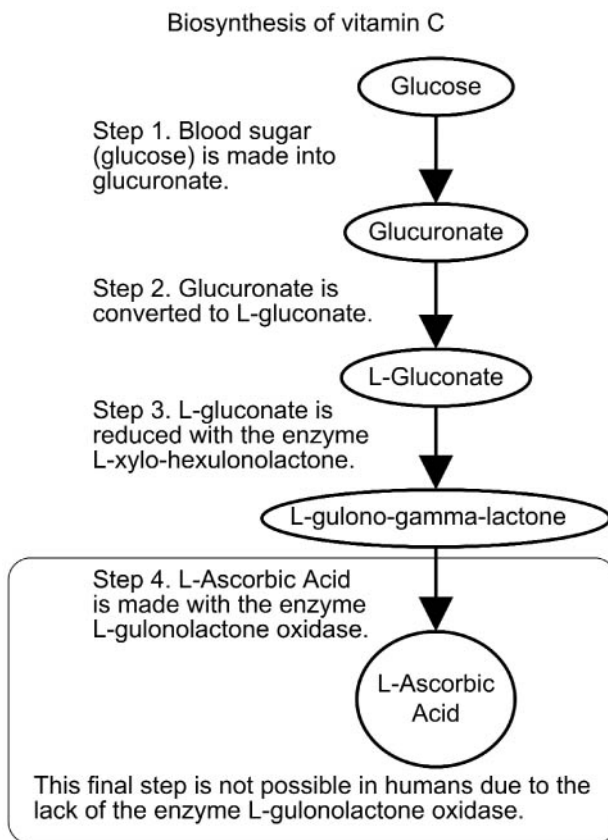 Biosynthesis of vitamin C
Glucose
Step 1. Blood sugar
(glucose) is made into
glucuronate.
Glucuronate
Step 2. Glucuronate is
converted to L-gluconate.
L-Gluconate
Step 3. L-gluconate is
reduced with the enzyme
L-xylo-hexulonolactone.
L-gulono-gamma-lactone
Step 4. L-Ascorbic Acid
is made with the enzyme
L-gulonolactone oxidase.
L-Ascorbic
Acid
This final step is not possible in humans due to the
lack of the enzyme L-gulonolactone oxidase.